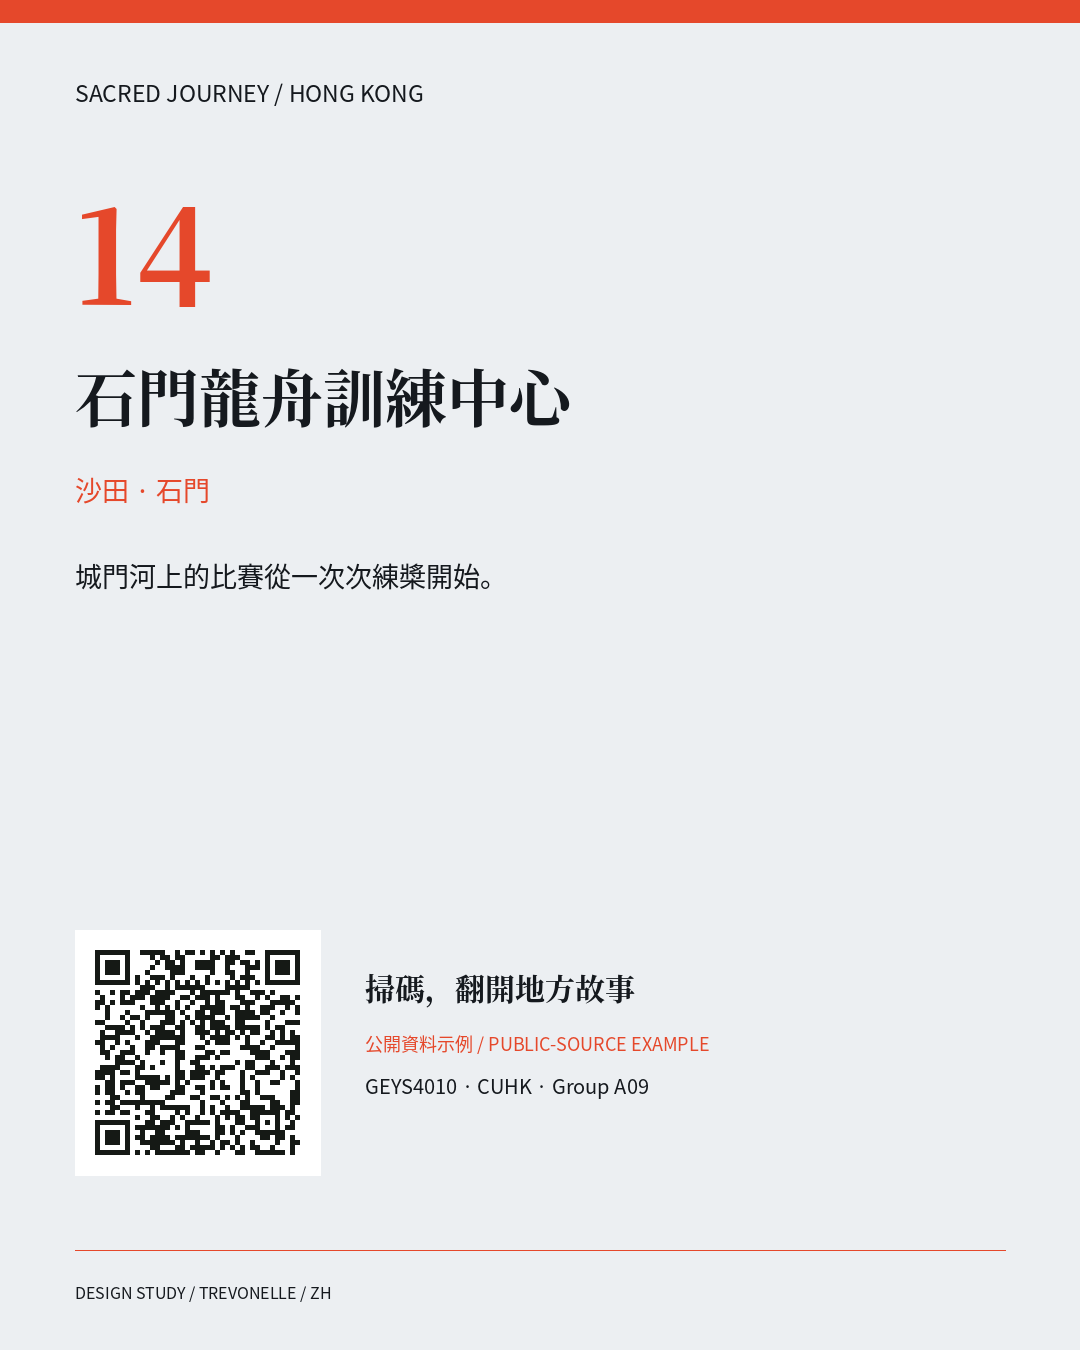 SACRED JOURNEY / HONG KONG
14
石門龍舟訓練中心
沙田 · 石門
城門河上的比賽從一次次練槳開始。
掃碼，翻開地方故事
公開資料示例 / PUBLIC-SOURCE EXAMPLE
GEYS4010 · CUHK · Group A09
DESIGN STUDY / TREVONELLE / ZH